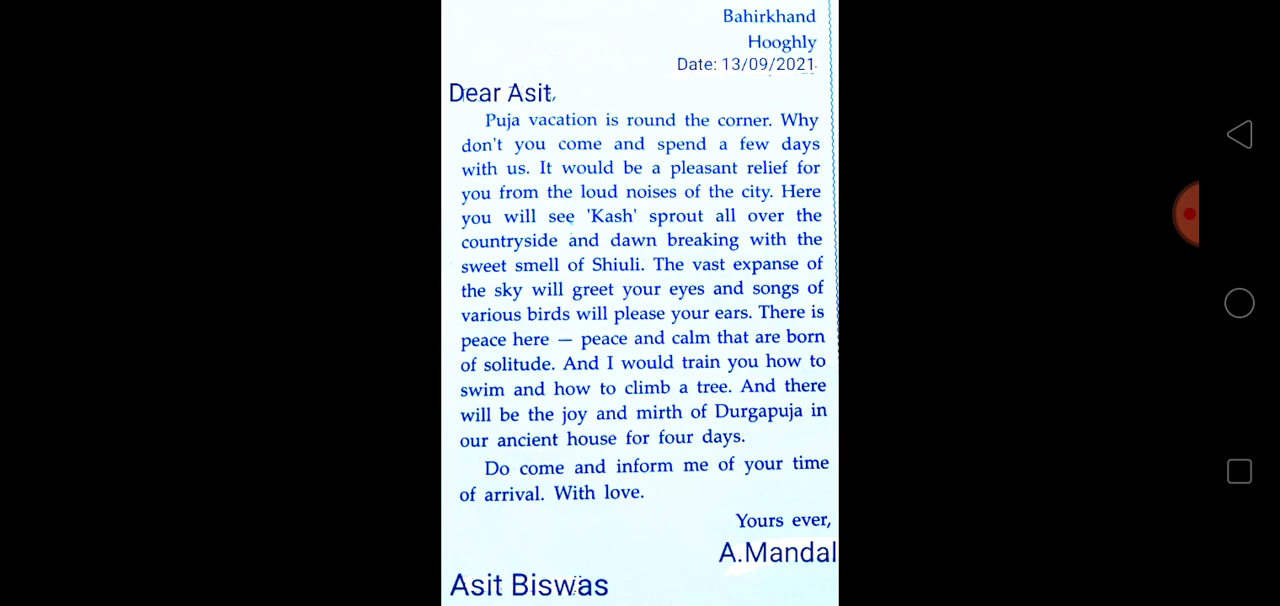 Bahirkhand
Hooghly
Date: 13/09/2021
Dear Asit,
Puja vacation is round the corner. Why
don't you come and spend a few days
with us. It would be a pleasant relief for
you from the loud noises of the city. Here
you will see 'Kash' sprout all over the
countryside and dawn breaking with the
sweet smell of Shiuli. The vast expanse of
the sky will greet your eyes and songs of
various birds will please your ears. There is
peace here — peace and calm that are born
of solitude. And I would train you how to
swim and how to climb a tree. And there
will be the joy and mirth of Durgapuja in
our ancient house for four days.
Do come and inform me of your time
of arrival. With love.
Yours ever,
A.Mandal
Asit Biswas